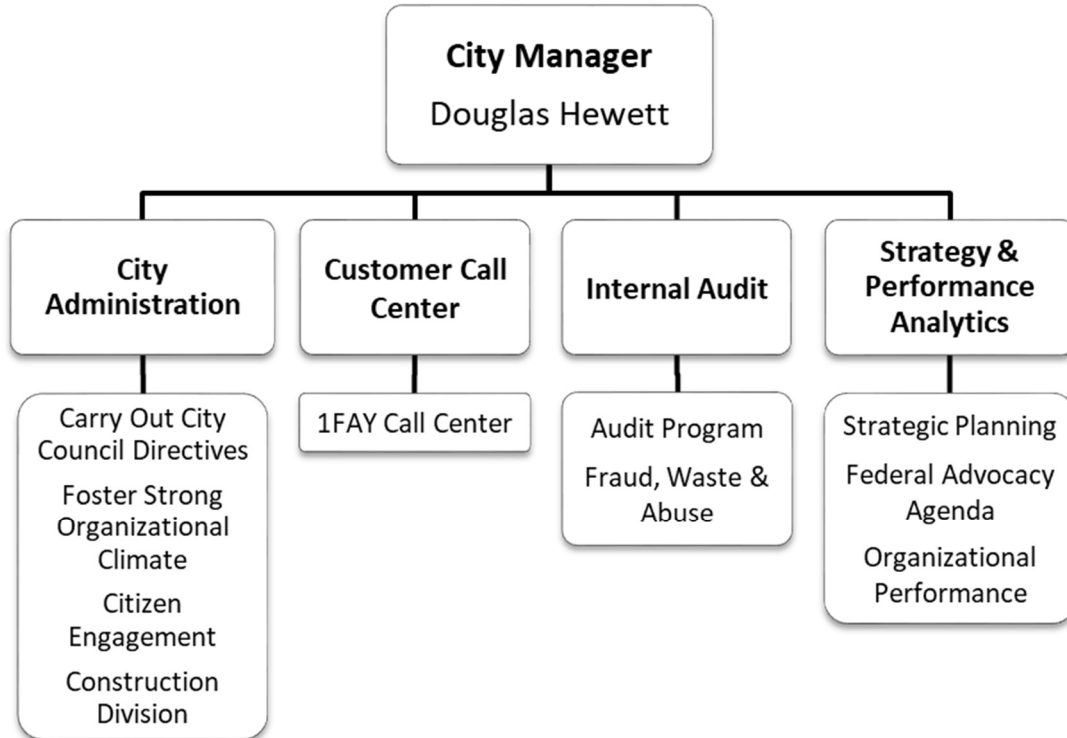 City Manager
Douglas Hewett
City
Administration
Customer Call
Center
Internal Audit
Strategy &
Performance
Analytics
Carry Out City
Council Directives
Foster Strong
Organizational
Climate
Citizen
Engagement
Construction
Division
1FAY Call Center
Audit Program
Fraud, Waste &
Abuse
Strategic Planning
Federal Advocacy
Agenda
Organizational
Performance